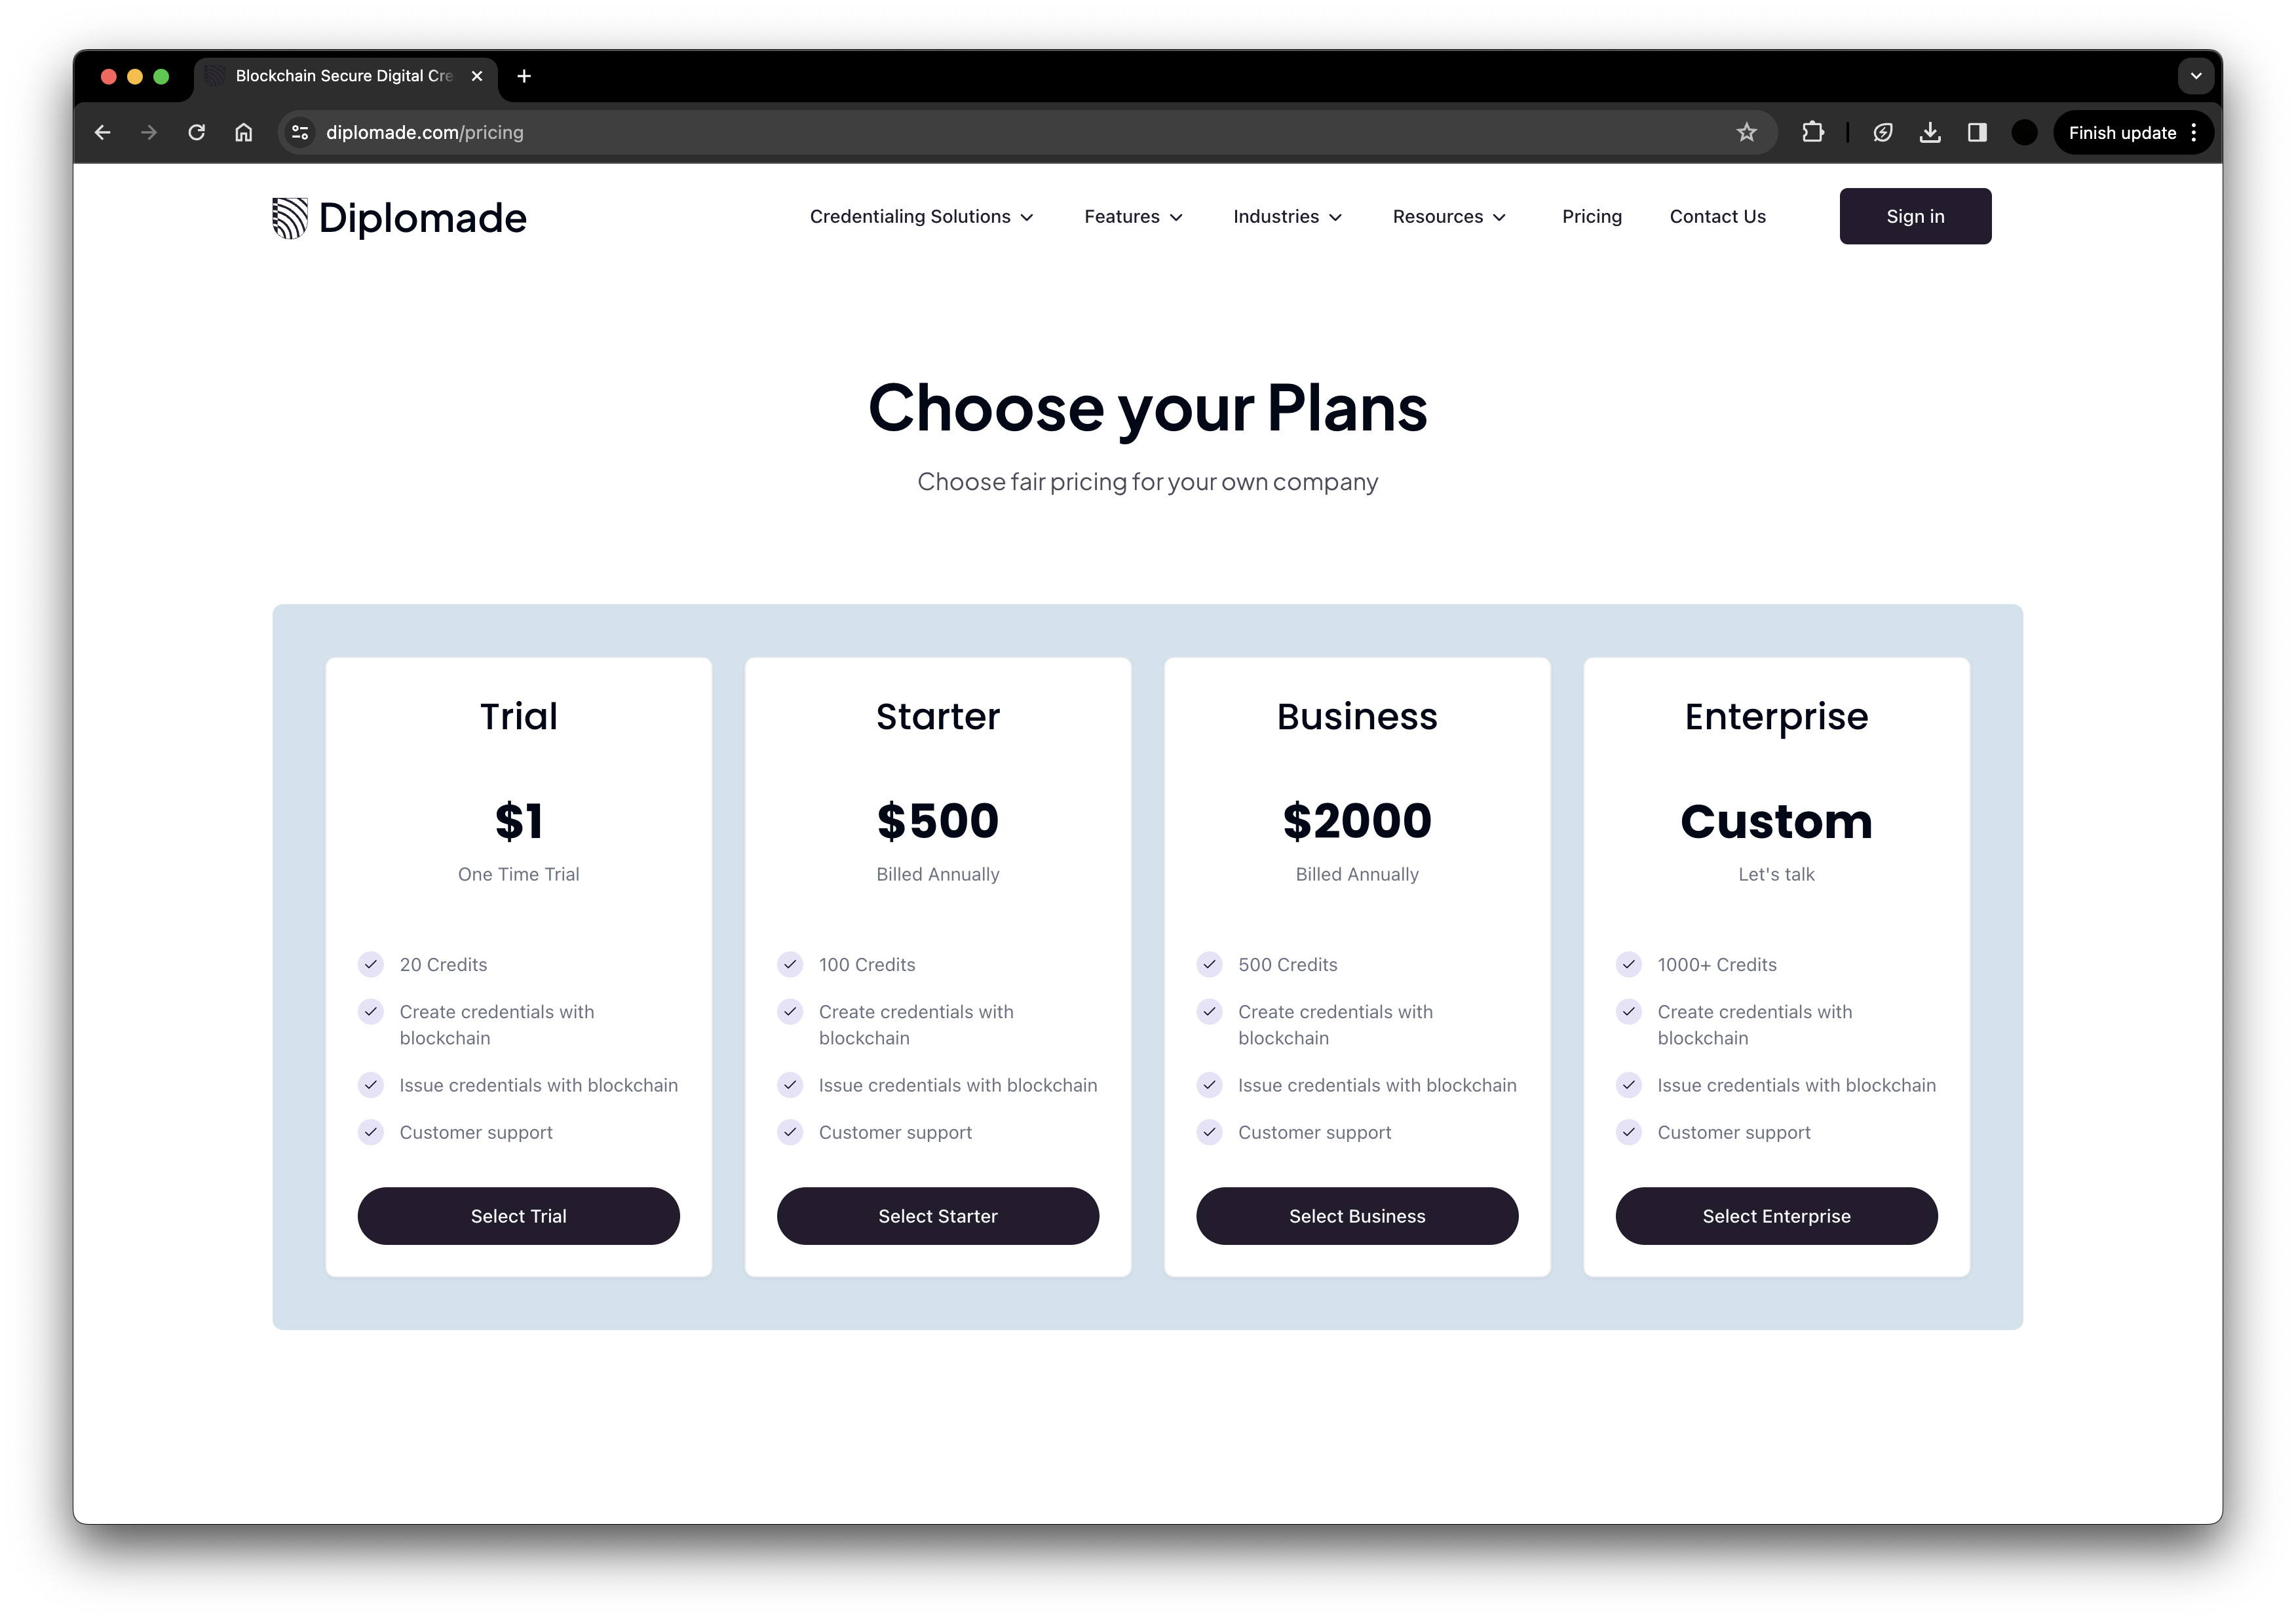 Blockchain Secure Digital Cre
diplomade.com/pricing
Finish update
Diplomade
Credentialing Solutions
Features
Industries
Resources
Pricing
Contact Us
Sign in
Choose your Plans
Choose fair pricing for your own company
Trial
$1
One Time Trial
20 Credits
Create credentials with
blockchain
Issue credentials with blockchain
Customer support
Select Trial
Starter
$500
Billed Annually
100 Credits
Create credentials with
blockchain
Issue credentials with blockchain
Customer support
Select Starter
Business
$2000
Billed Annually
500 Credits
Create credentials with
blockchain
Issue credentials with blockchain
Customer support
Select Business
Enterprise
Custom
Let's talk
1000+ Credits
Create credentials with
blockchain
Issue credentials with blockchain
Customer support
Select Enterprise